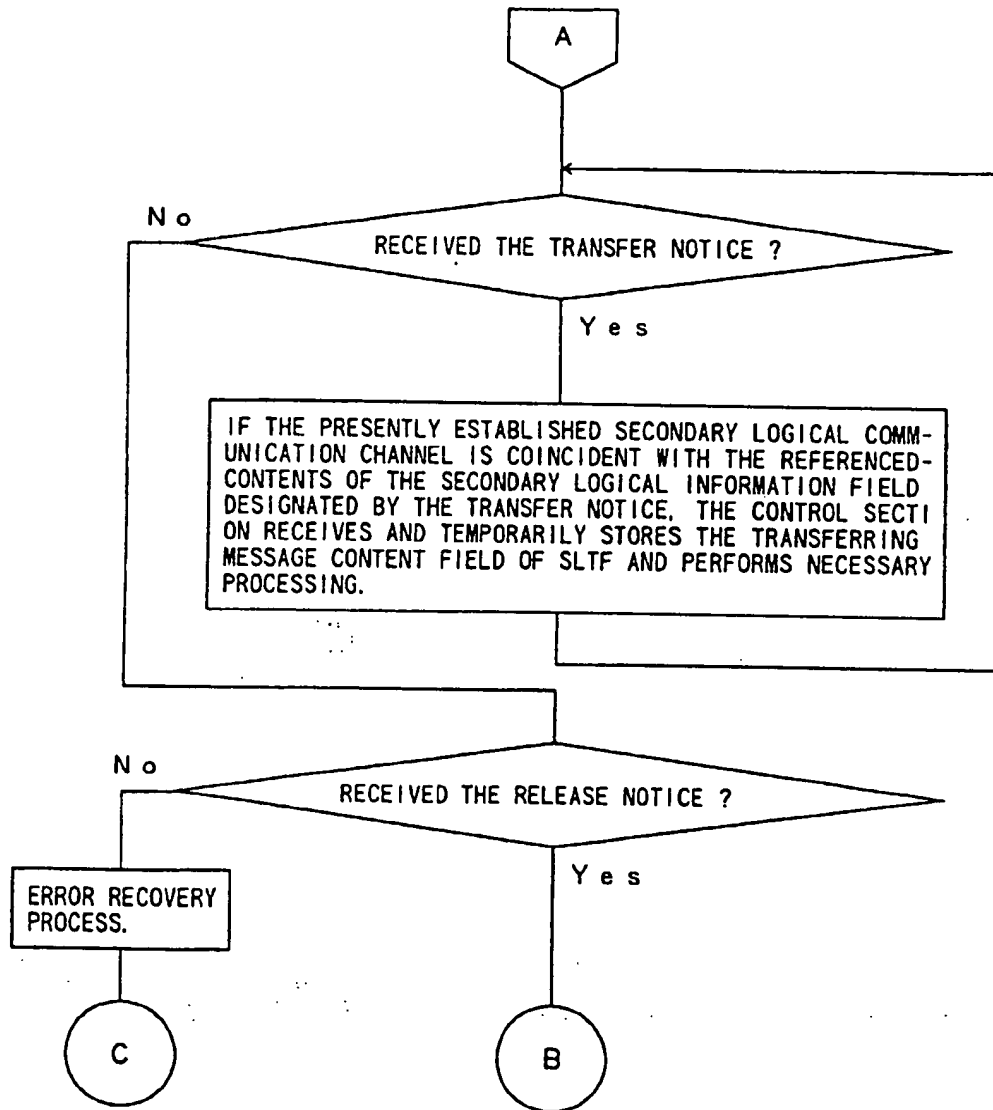 A
No
RECEIVED THE TRANSFER NOTICE ?
Yes
IF THE PRESENTLY ESTABLISHED SECONDARY LOGICAL COMM-
UNICATION CHANNEL IS COINCIDENT WITH THE REFERENCED-
CONTENTS OF THE SECONDARY LOGICAL INFORMATION FIELD
DESIGNATED BY THE TRANSFER NOTICE, THE CONTROL SECTI
ON RECEIVES AND TEMPORARILY STORES THE TRANSFERRING
MESSAGE CONTENT FIELD OF SLTF AND PERFORMS NECESSARY
PROCESSING.
No
RECEIVED THE RELEASE NOTICE ?
Yes
ERROR RECOVERY
PROCESS.
C
B